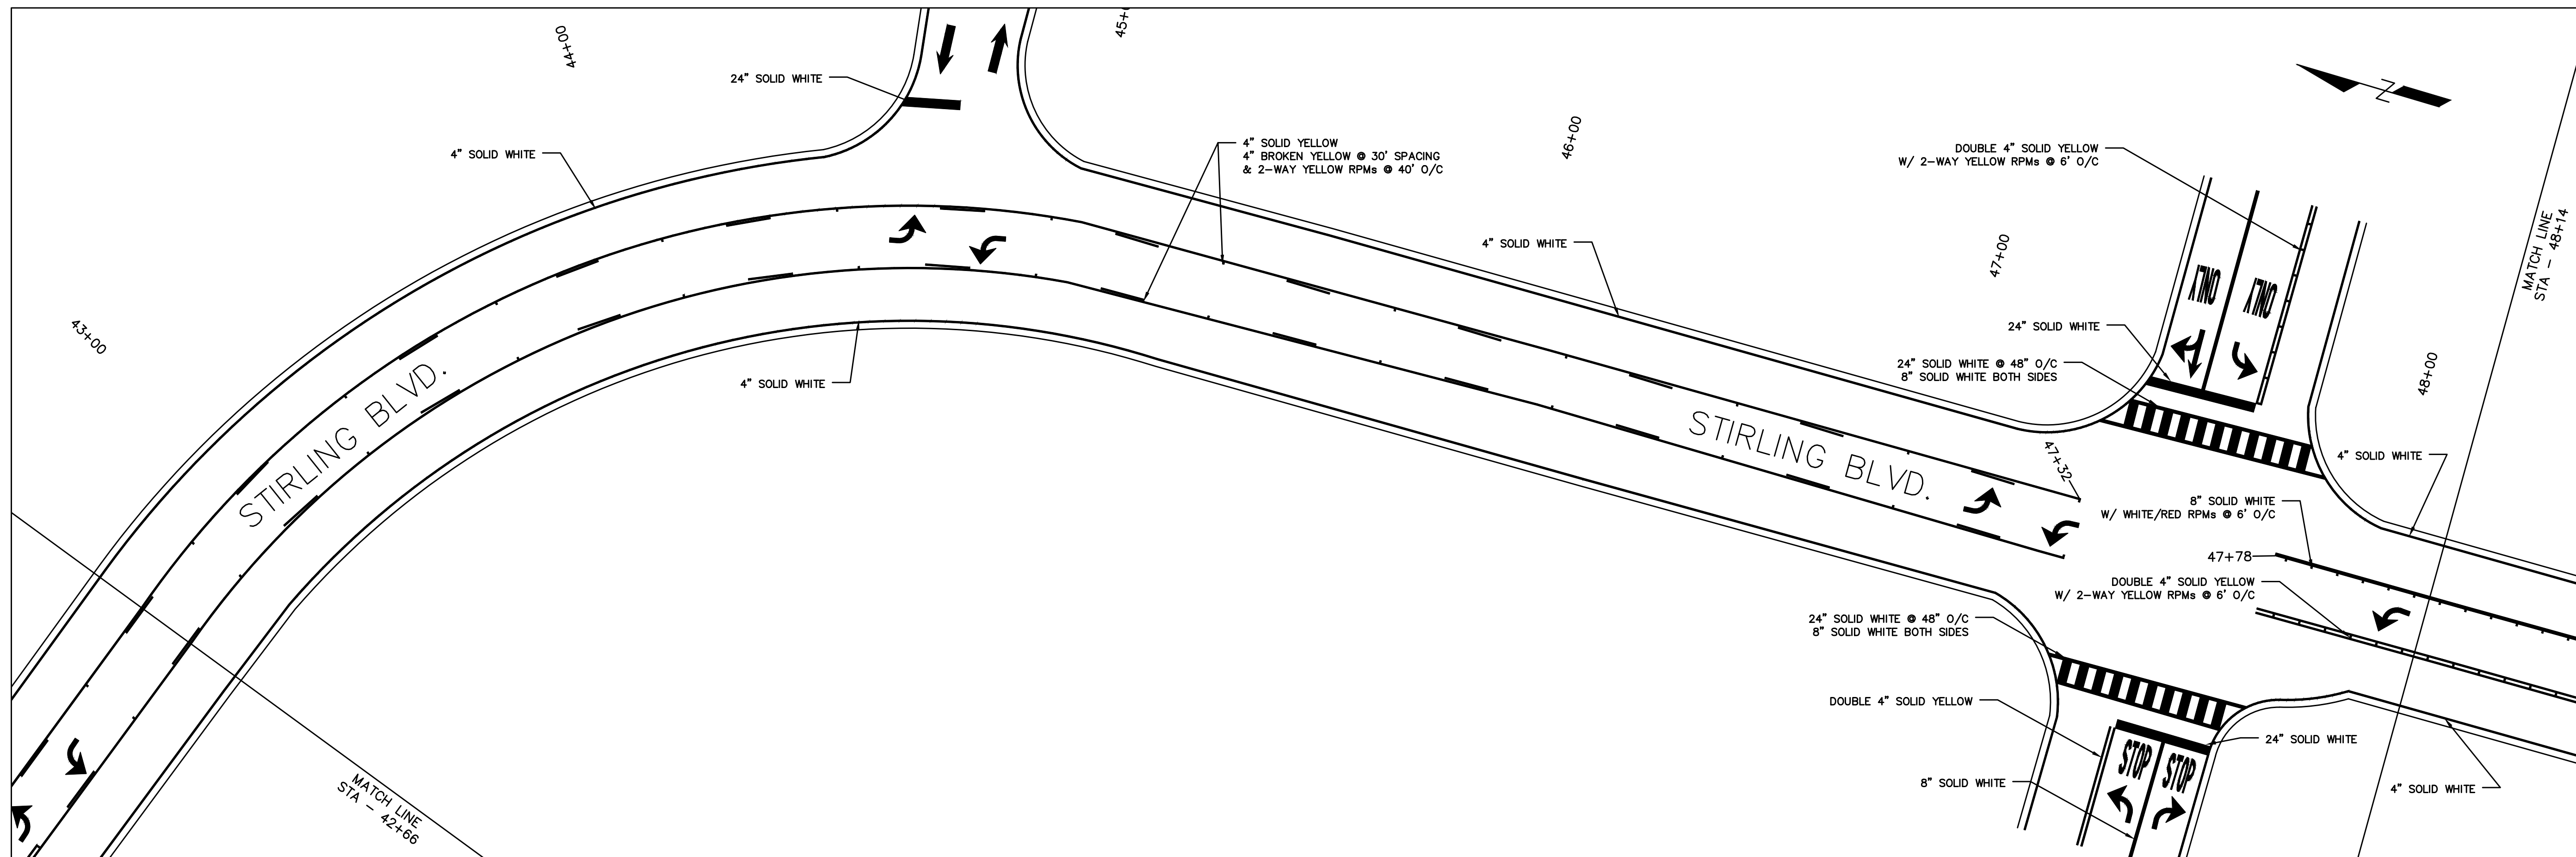 44+00
24" SOLID WHITE
4" SOLID WHITE
4" SOLID YELLOW
4" BROKEN YELLOW @ 30' SPACING
& 2-WAY YELLOW RPMs @ 40' O/C
46+00
4" SOLID WHITE
DOUBLE 4" SOLID YELLOW
W/ 2-WAY YELLOW RPMs @ 6' O/C
N
MATCH LINE
STA - 48+14
47+00
ONLY
ONLY
24" SOLID WHITE
24" SOLID WHITE @ 48" O/C
8" SOLID WHITE BOTH SIDES
48+00
43+00
STIRLING BLVD.
4" SOLID WHITE
STIRLING BLVD.
47+32
4" SOLID WHITE
8" SOLID WHITE
W/ WHITE/RED RPMs @ 6' O/C
47+78
DOUBLE 4" SOLID YELLOW
W/ 2-WAY YELLOW RPMs @ 6' O/C
24" SOLID WHITE @ 48" O/C
8" SOLID WHITE BOTH SIDES
DOUBLE 4" SOLID YELLOW
24" SOLID WHITE
STOP
STOP
8" SOLID WHITE
4" SOLID WHITE
MATCH LINE
STA - 42+66